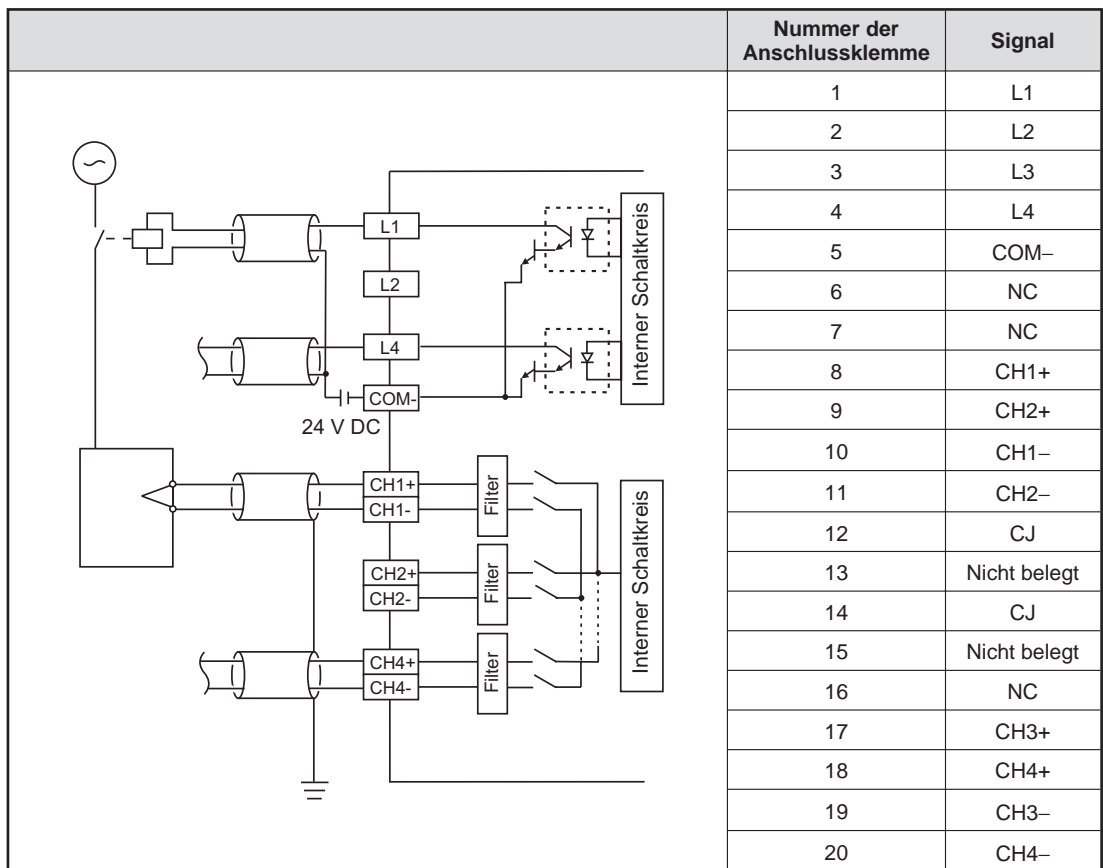 Nummer der
Anschlussklemme
Signal
1 L1
2 L2
3 L3
4 L4
5 COM−
6 NC
7 NC
8 CH1+
9 CH2+
10 CH1−
11 CH2−
12 CJ
13 Nicht belegt
14 CJ
15 Nicht belegt
16 NC
17 CH3+
18 CH4+
19 CH3−
20 CH4−
L1
L2
L4
COM-
24 V DC
Interner Schaltkreis
CH1+
CH1-
Filter
CH2+
CH2-
Filter
CH4+
CH4-
Filter
Interner Schaltkreis